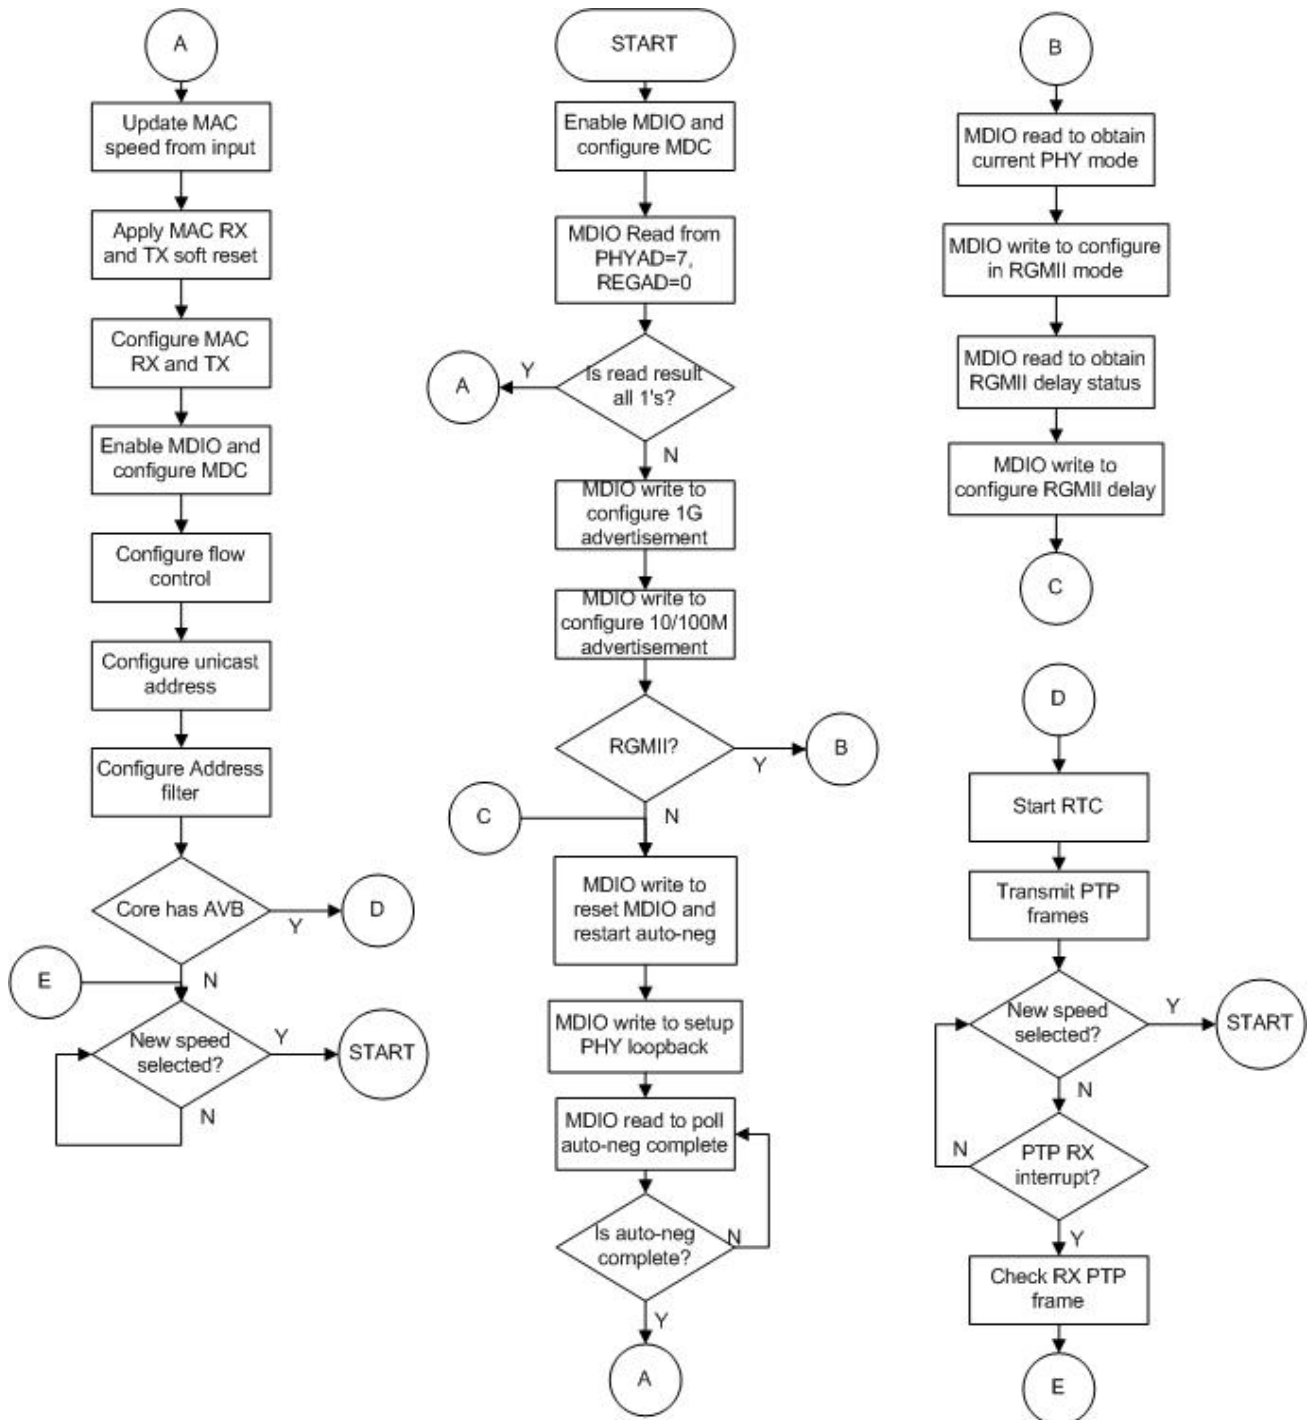 A
Update MAC
speed from input
Apply MAC RX
and TX soft reset
Configure MAC
RX and TX
Enable MDIO and
configure MDC
Configure flow
control
Configure unicast
address
Configure Address
filter
Core has AVB
Y
D
N
E
New speed
selected?
Y
START
N
START
Enable MDIO and
configure MDC
MDIO Read from
PHYAD=7,
REGAD=0
Is read result
all 1's?
Y
A
N
MDIO write to
configure 1G
advertisement
MDIO write to
configure 10/100M
advertisement
RGMII?
Y
B
N
C
MDIO write to
reset MDIO and
restart auto-neg
MDIO write to setup
PHY loopback
MDIO read to poll
auto-neg complete
Is auto-neg
complete?
N
Y
A
B
MDIO read to obtain
current PHY mode
MDIO write to configure
in RGMII mode
MDIO read to obtain
RGMII delay status
MDIO write to
configure RGMII delay
C
D
Start RTC
Transmit PTP
frames
New speed
selected?
Y
START
N
PTP RX
interrupt?
N
Y
Check RX PTP
frame
E